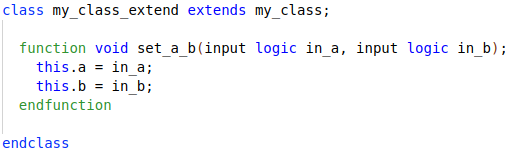 class my_class_extend extends my_class;
function void set_a_b(input logic in_a, input logic in_b);
this.a = in_a;
this.b = in_b;
endfunction
endclass